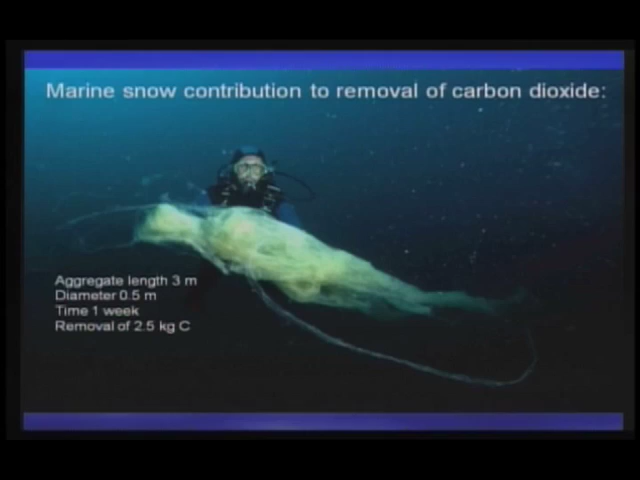 Marine snow contribution to removal of carbon dioxide:
Aggregate length 3 m
Diameter 0.5 m
Time 1 week
Removal of 2.5 kg C